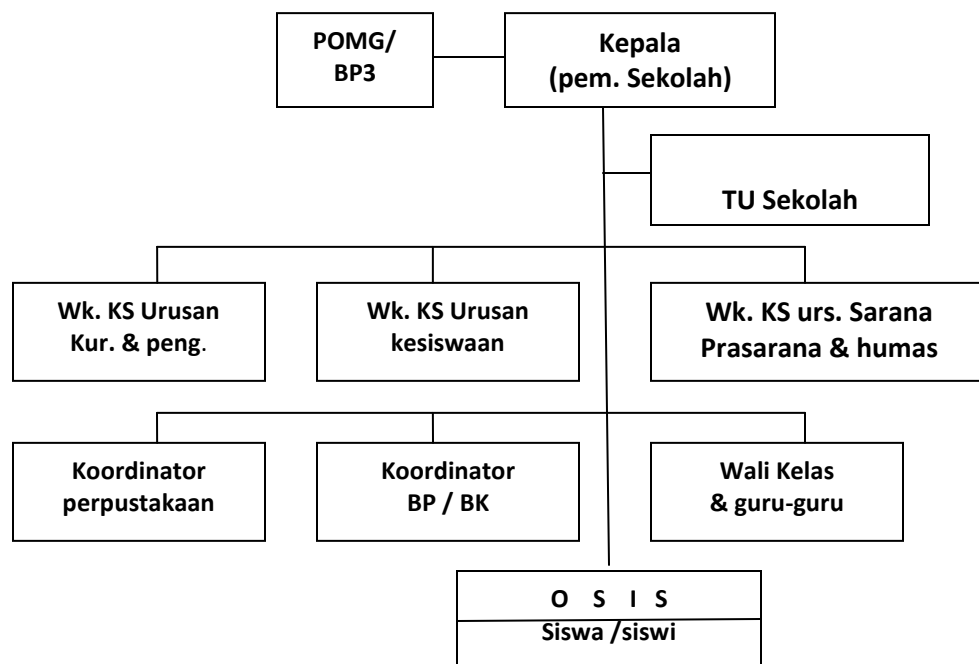 POMG/
BP3
Kepala
(pem. Sekolah)
TU Sekolah
Wk. KS Urusan
Kur. & peng.
Wk. KS Urusan
kesiswaan
Wk. KS urs. Sarana
Prasarana & humas
Koordinator
perpustakaan
Koordinator
BP / BK
Wali Kelas
& guru-guru
O S I S
Siswa /siswi